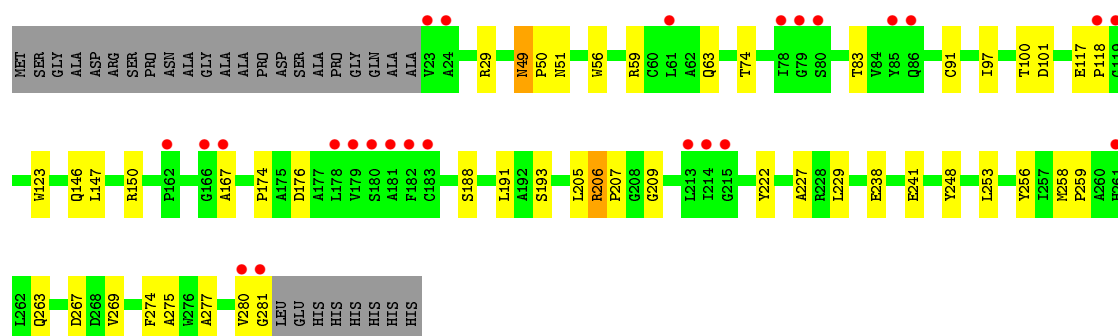 MET SER GLY ALA ASP ARG SER PRO ASN ALA GLY ALA ALA PRO ASP SER ALA PRO GLY GLN ALA ALA V23 A24 R29 N49 P50 N51 W56 R59 C60 L61 A62 Q63 T74 I78 G79 S80 T83 V84 Y85 Q86 C91 I97 T100 D101 E117 P118 G119
W123 Q146 L147 R150 P162 G166 A167 P174 A175 D176 A177 L178 V179 S180 A181 F182 C183 S188 L191 A192 S193 L205 R206 P207 G208 G209 L213 I214 G215 Y222 A227 R228 L229 E238 E241 Y248 L253 Y256 I257 M258 P259 A260 H261
L262 Q263 D267 D268 V269 F274 A275 W276 A277 V280 G281 LEU GLU HIS HIS HIS HIS HIS HIS